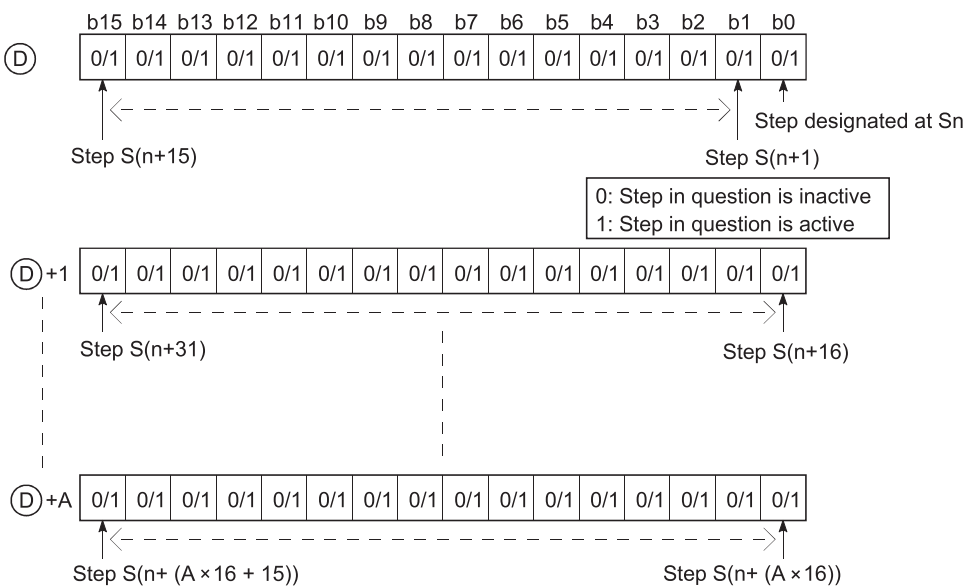 b15 b14 b13 b12 b11 b10 b9 b8 b7 b6 b5 b4 b3 b2 b1 b0
D 0/1 0/1 0/1 0/1 0/1 0/1 0/1 0/1 0/1 0/1 0/1 0/1 0/1 0/1 0/1 0/1
Step designated at Sn
Step S(n+15) Step S(n+1)
0: Step in question is inactive
1: Step in question is active
D +1 0/1 0/1 0/1 0/1 0/1 0/1 0/1 0/1 0/1 0/1 0/1 0/1 0/1 0/1 0/1 0/1
Step S(n+31) Step S(n+16)
D +A 0/1 0/1 0/1 0/1 0/1 0/1 0/1 0/1 0/1 0/1 0/1 0/1 0/1 0/1 0/1 0/1
Step S(n+ (A ×16 + 15)) Step S(n+ (A ×16))